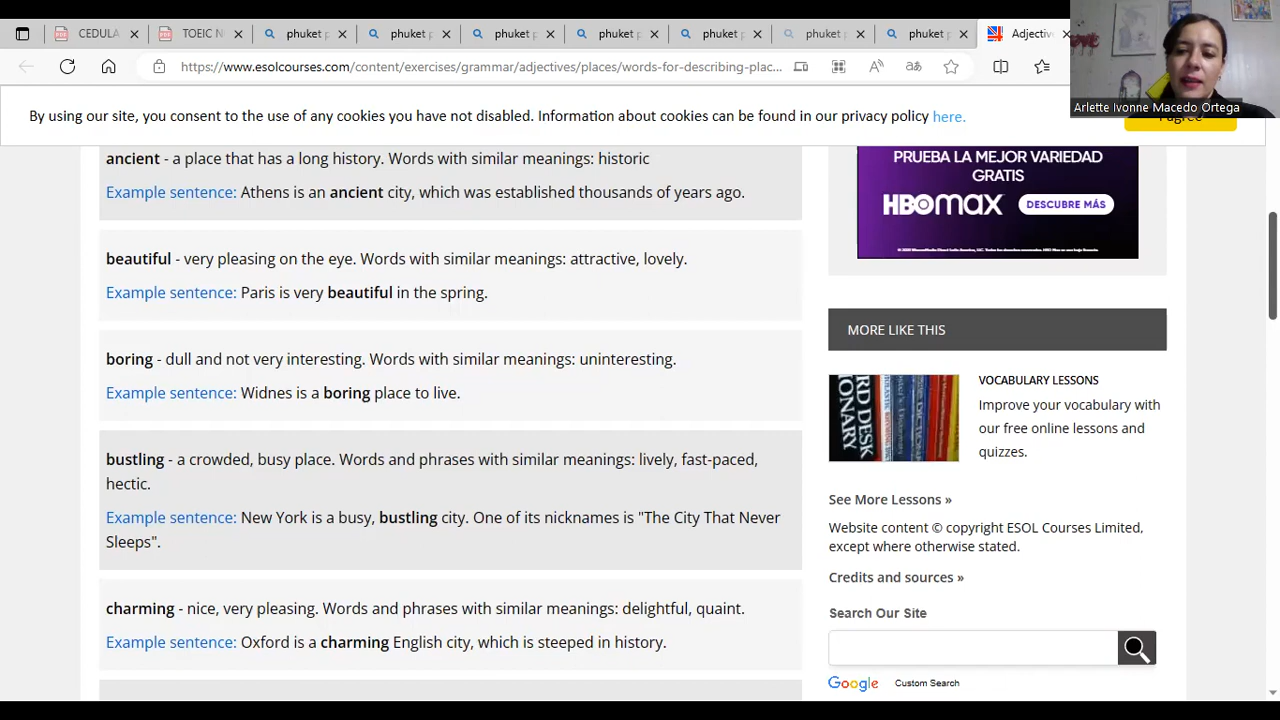 CEDULA
TOEIC N
phuket p
phuket p
phuket p
phuket p
phuket p
phuket p
phuket p
Adjectiv
https://www.esolcourses.com/content/exercises/grammar/adjectives/places/words-for-describing-plac...
Arlette Ivonne Macedo Ortega
By using our site, you consent to the use of any cookies you have not disabled. Information about cookies can be found in our privacy policy here.
I agree
ancient - a place that has a long history. Words with similar meanings: historic
Example sentence: Athens is an ancient city, which was established thousands of years ago.
beautiful - very pleasing on the eye. Words with similar meanings: attractive, lovely.
Example sentence: Paris is very beautiful in the spring.
boring - dull and not very interesting. Words with similar meanings: uninteresting.
Example sentence: Widnes is a boring place to live.
bustling - a crowded, busy place. Words and phrases with similar meanings: lively, fast-paced,
hectic.
Example sentence: New York is a busy, bustling city. One of its nicknames is "The City That Never
Sleeps".
charming - nice, very pleasing. Words and phrases with similar meanings: delightful, quaint.
Example sentence: Oxford is a charming English city, which is steeped in history.
PRUEBA LA MEJOR VARIEDAD
GRATIS
HBOMAX
DESCUBRE MÁS
MORE LIKE THIS
VOCABULARY LESSONS
Improve your vocabulary with
our free online lessons and
quizzes.
See More Lessons »
Website content © copyright ESOL Courses Limited,
except where otherwise stated.
Credits and sources »
Search Our Site
Google
Custom Search